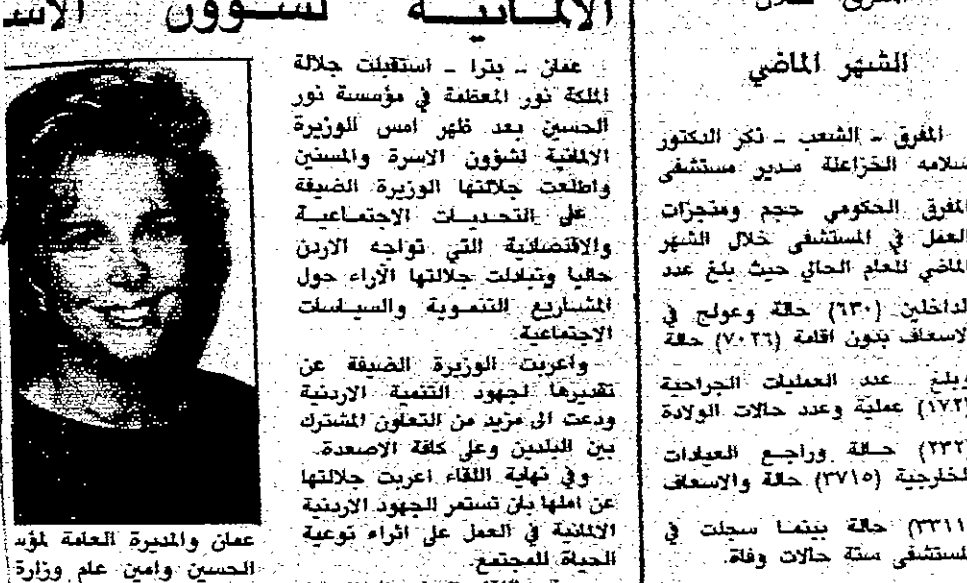 الشهر الماضي
المفرق - الشعب - ذكر الدكتور
سلامه الخزاعلة مدير مستشفى
المفرق الحكومي حجم ومنجزات
العمل في المستشفى خلال الشهر
الماضي للعام الحالي حيث بلغ عدد
الداخلين (٦٣٠) حالة وعولج في
الاسعاف بدون اقامة (٧٠٢٦) حالة
وبلغ عدد العمليات الجراحية
(١٧٢) عملية وعدد حالات الولادة
(٢٣٢) حالة وراجع العيادات
الخارجية (٣٧١٥) حالة والاسعاف
(٣٣١١) حالة بينما سجلت في
المستشفى ستة حالات وفاة.
الالمانية لشؤون الاس
عمان - بترا - استقبلت جلالة
الملكة نور المعظمة في مؤسسة نور
الحسين بعد ظهر امس الوزيرة
الالمانية لشؤون الاسرة والمسنين
واطلعت جلالتها الوزيرة الضيفة
على التحديات الاجتماعية
والاقتصادية التي تواجه الاردن
حاليا وتبادلت جلالتها الآراء حول
المشاريع التنموية والسياسات
الاجتماعية.
واعربت الوزيرة الضيفة عن
تقديرها لجهود التنمية الاردنية
ودعت الى مزيد من التعاون المشترك
بين البلدين وعلى كافة الاصعدة.
وفي نهاية اللقاء اعربت جلالتها
عن املها بان تستمر الجهود الاردنية
الالمانية في العمل على اثراء نوعية
الحياة للمجتمع.
عمان والمديرة العامة لمؤس
الحسين وامين عام وزارة